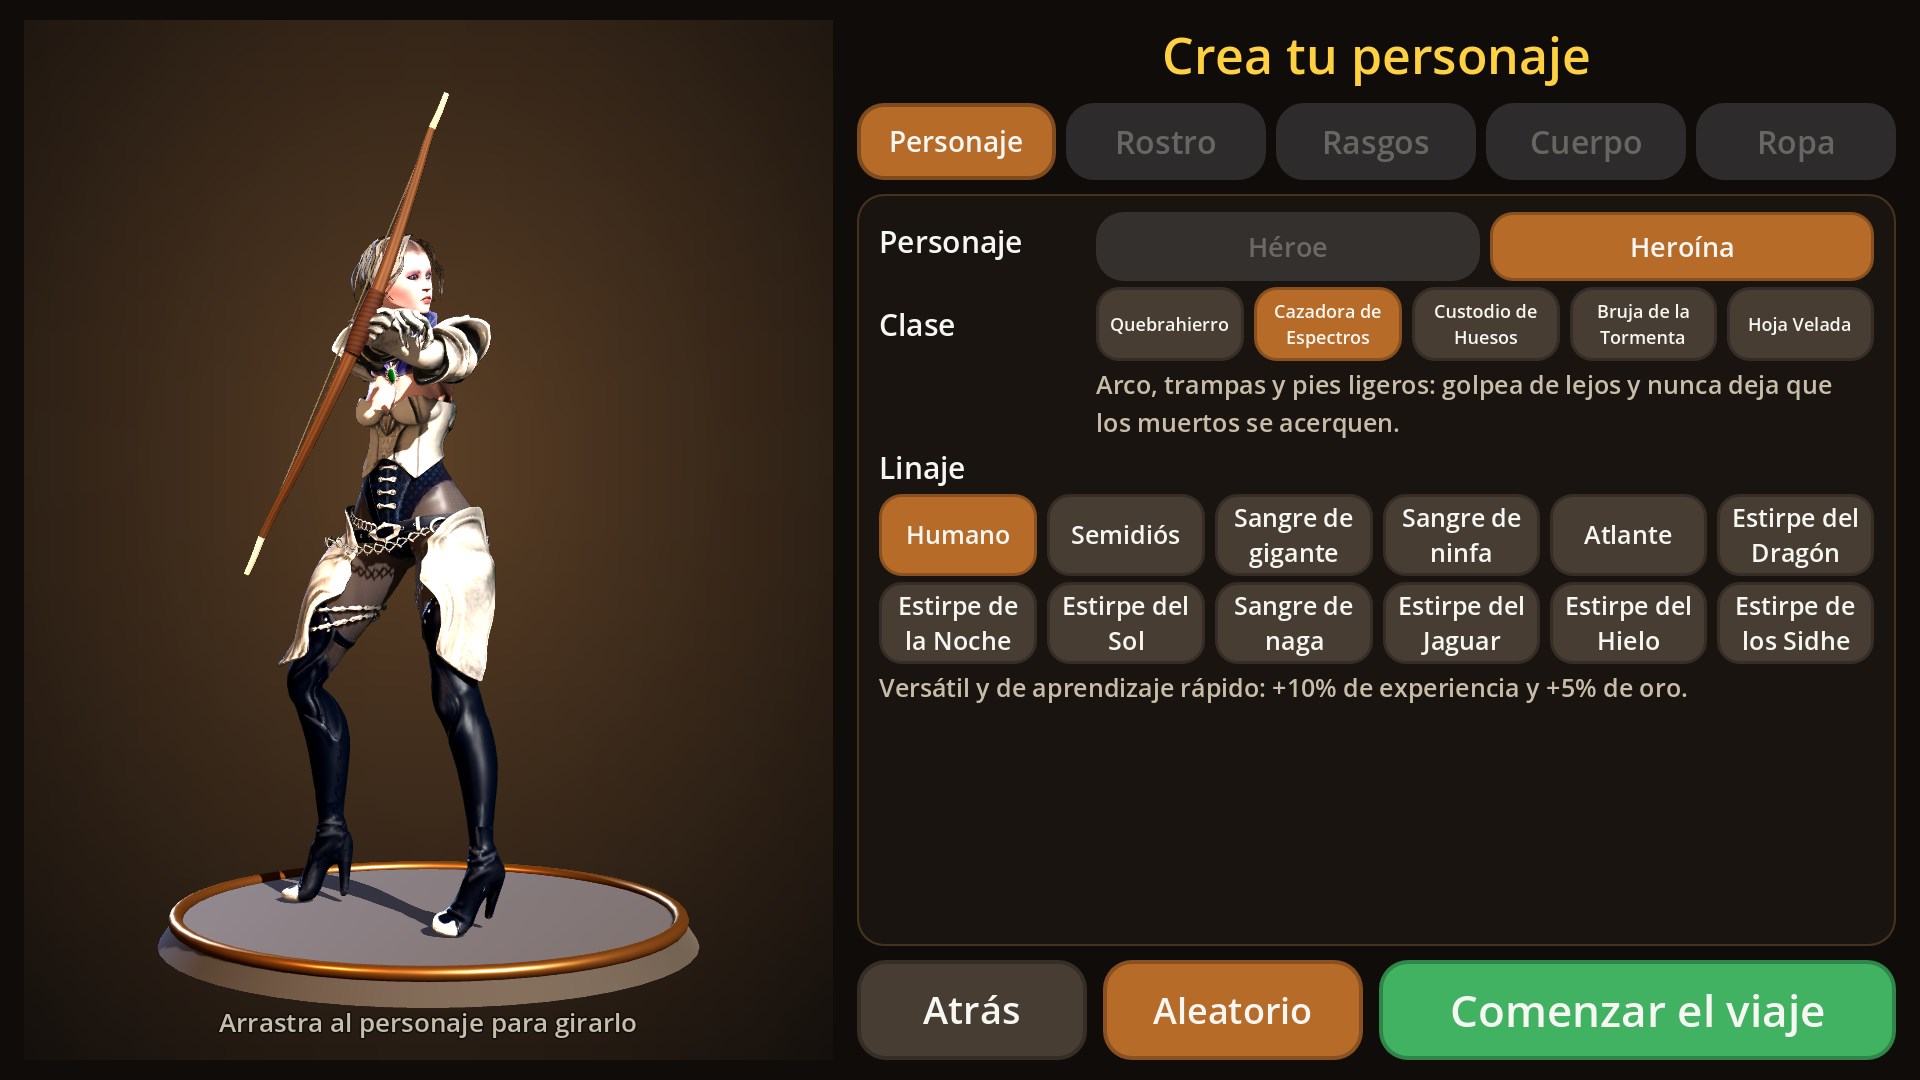 Crea tu personaje
Personaje
Rostro
Rasgos
Cuerpo
Ropa
Personaje
Héroe
Heroína
Clase
Quebrahierro
Cazadora de
Espectros
Custodio de
Huesos
Bruja de la
Tormenta
Hoja Velada
Arco, trampas y pies ligeros: golpea de lejos y nunca deja que
los muertos se acerquen.
Linaje
Humano
Semidiós
Sangre de
gigante
Sangre de
ninfa
Atlante
Estirpe del
Dragón
Estirpe de
la Noche
Estirpe del
Sol
Sangre de
naga
Estirpe del
Jaguar
Estirpe del
Hielo
Estirpe de
los Sidhe
Versátil y de aprendizaje rápido: +10% de experiencia y +5% de oro.
Arrastra al personaje para girarlo
Atrás
Aleatorio
Comenzar el viaje